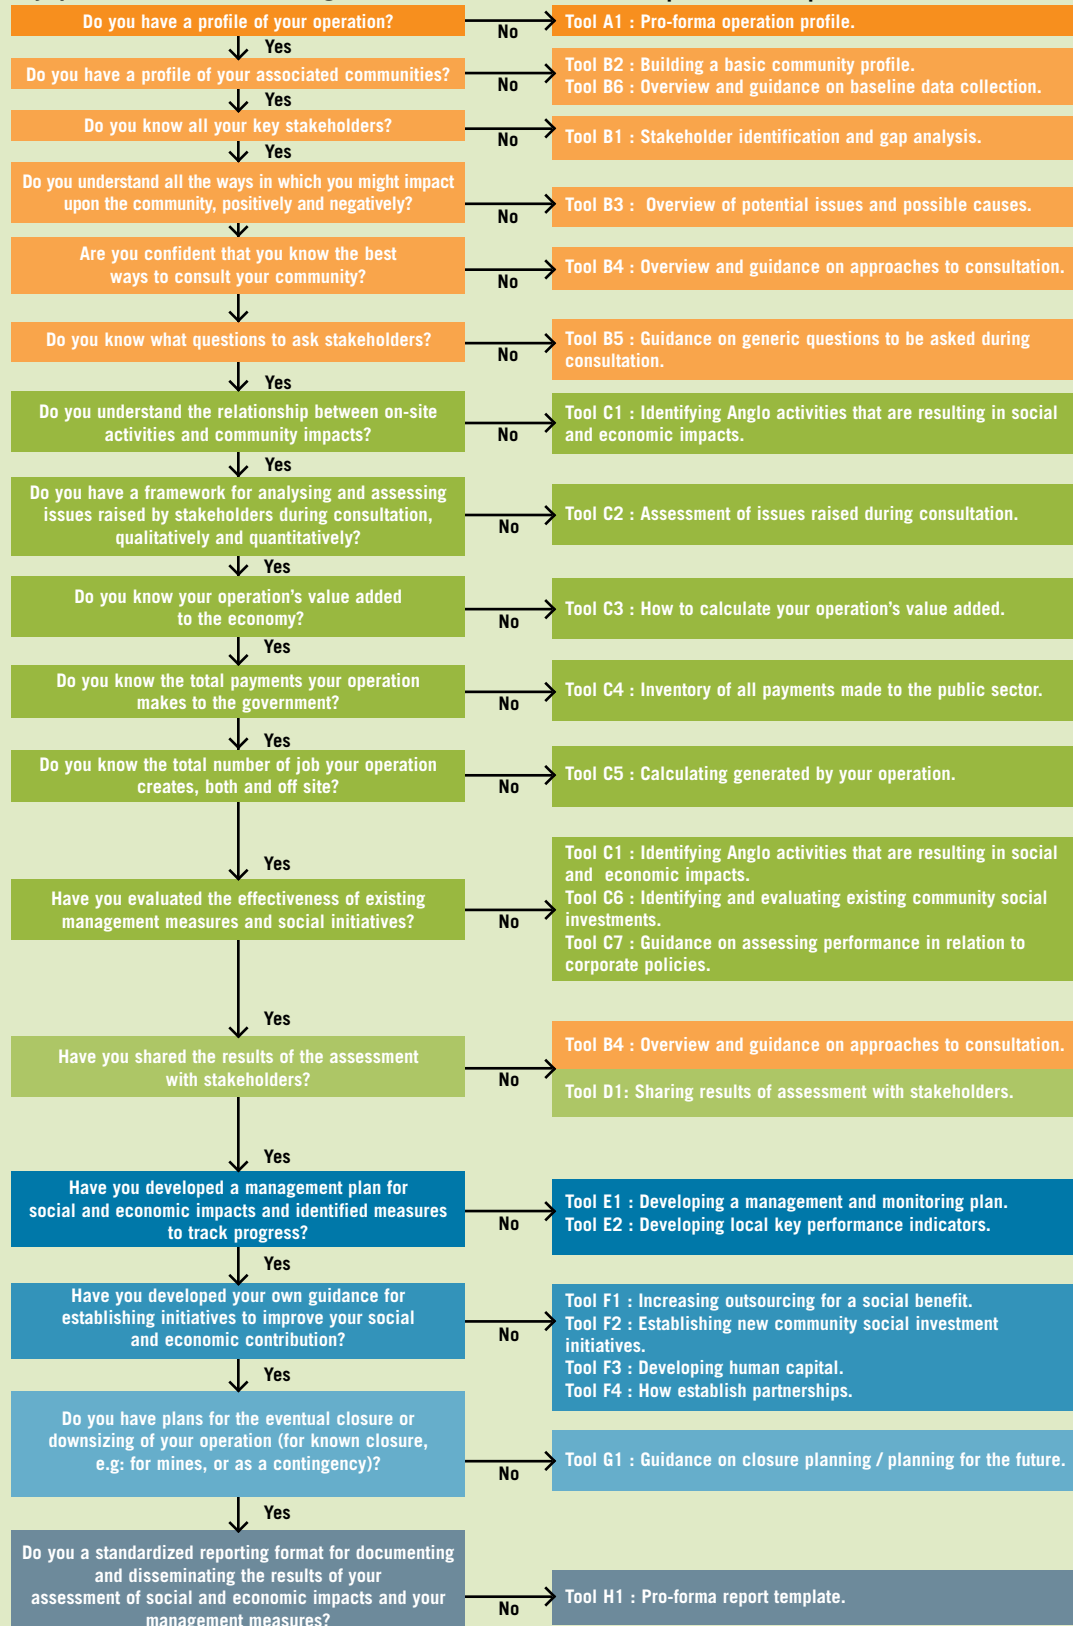 Do you have a profile of your operation?
No
Tool A1 : Pro-forma operation profile.
Yes
Do you have a profile of your associated communities?
No
Tool B2 : Building a basic community profile.
Tool B6 : Overview and guidance on baseline data collection.
Yes
Do you know all your key stakeholders?
No
Tool B1 : Stakeholder identification and gap analysis.
Yes
Do you understand all the ways in which you might impact
upon the community, positively and negatively?
No
Tool B3 : Overview of potential issues and possible causes.
Are you confident that you know the best
ways to consult your community?
No
Tool B4 : Overview and guidance on approaches to consultation.
Do you know what questions to ask stakeholders?
No
Tool B5 : Guidance on generic questions to be asked during
consultation.
Yes
Do you understand the relationship between on-site
activities and community impacts?
No
Tool C1 : Identifying Anglo activities that are resulting in social
and economic impacts.
Yes
Do you have a framework for analysing and assessing
issues raised by stakeholders during consultation,
qualitatively and quantitatively?
No
Tool C2 : Assessment of issues raised during consultation.
Yes
Do you know your operation's value added
to the economy?
No
Tool C3 : How to calculate your operation's value added.
Yes
Do you know the total payments your operation
makes to the government?
No
Tool C4 : Inventory of all payments made to the public sector.
Yes
Do you know the total number of job your operation
creates, both and off site?
No
Tool C5 : Calculating generated by your operation.
Yes
Have you evaluated the effectiveness of existing
management measures and social initiatives?
No
Tool C1 : Identifying Anglo activities that are resulting in social
and economic impacts.
Tool C6 : Identifying and evaluating existing community social
investments.
Tool C7 : Guidance on assessing performance in relation to
corporate policies.
Yes
Have you shared the results of the assessment
with stakeholders?
No
Tool B4 : Overview and guidance on approaches to consultation.
Tool D1: Sharing results of assessment with stakeholders.
Yes
Have you developed a management plan for
social and economic impacts and identified measures
to track progress?
No
Tool E1 : Developing a management and monitoring plan.
Tool E2 : Developing local key performance indicators.
Yes
Have you developed your own guidance for
establishing initiatives to improve your social
and economic contribution?
No
Tool F1 : Increasing outsourcing for a social benefit.
Tool F2 : Establishing new community social investment
initiatives.
Tool F3 : Developing human capital.
Tool F4 : How establish partnerships.
Yes
Do you have plans for the eventual closure or
downsizing of your operation (for known closure,
e.g: for mines, or as a contingency)?
No
Tool G1 : Guidance on closure planning / planning for the future.
Yes
Do you a standardized reporting format for documenting
and disseminating the results of your
assessment of social and economic impacts and your
management measures?
No
Tool H1 : Pro-forma report template.